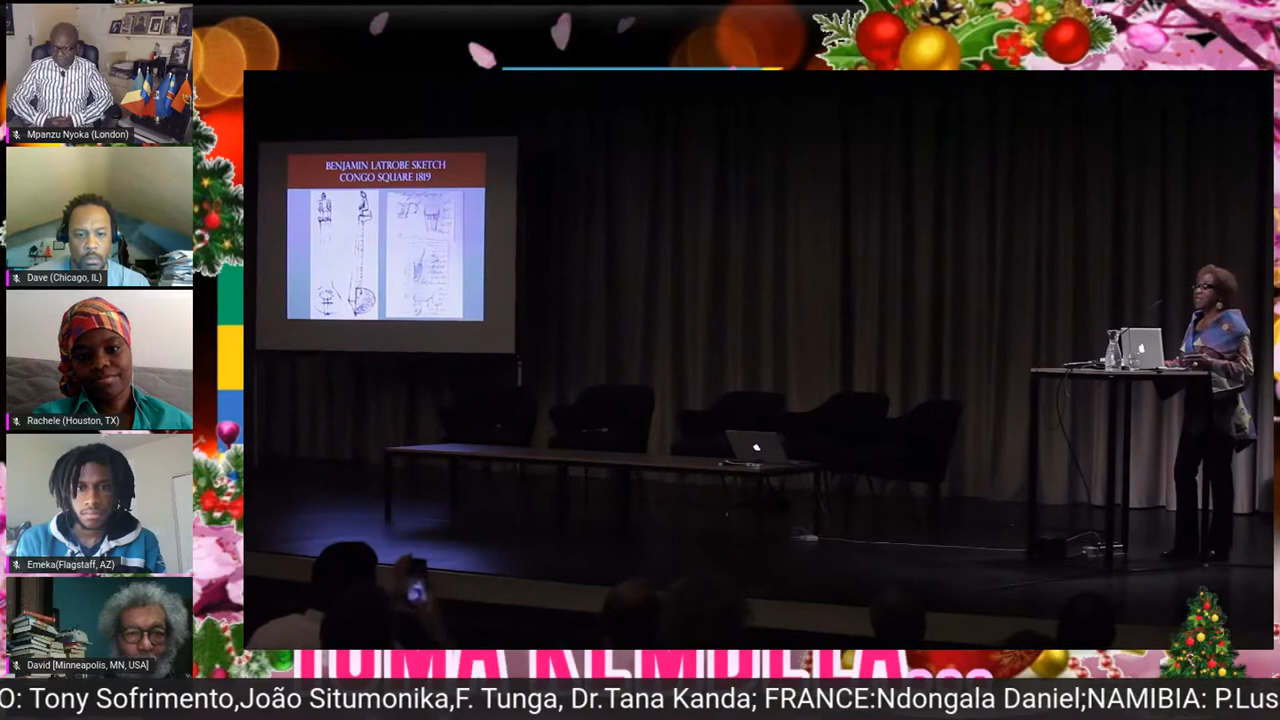 Mpanzu Nyoka (London)
Dave (Chicago, IL)
Rachele (Houston, TX)
Emeka(Flagstaff, AZ)
David [Minneapolis, MN, USA]
BENJAMIN LATROBE SKETCH
CONGO SQUARE 1819
O: Tony Sofrimento,João Situmonika,F. Tunga, Dr.Tana Kanda; FRANCE:Ndongala Daniel;NAMIBIA: P.Lus